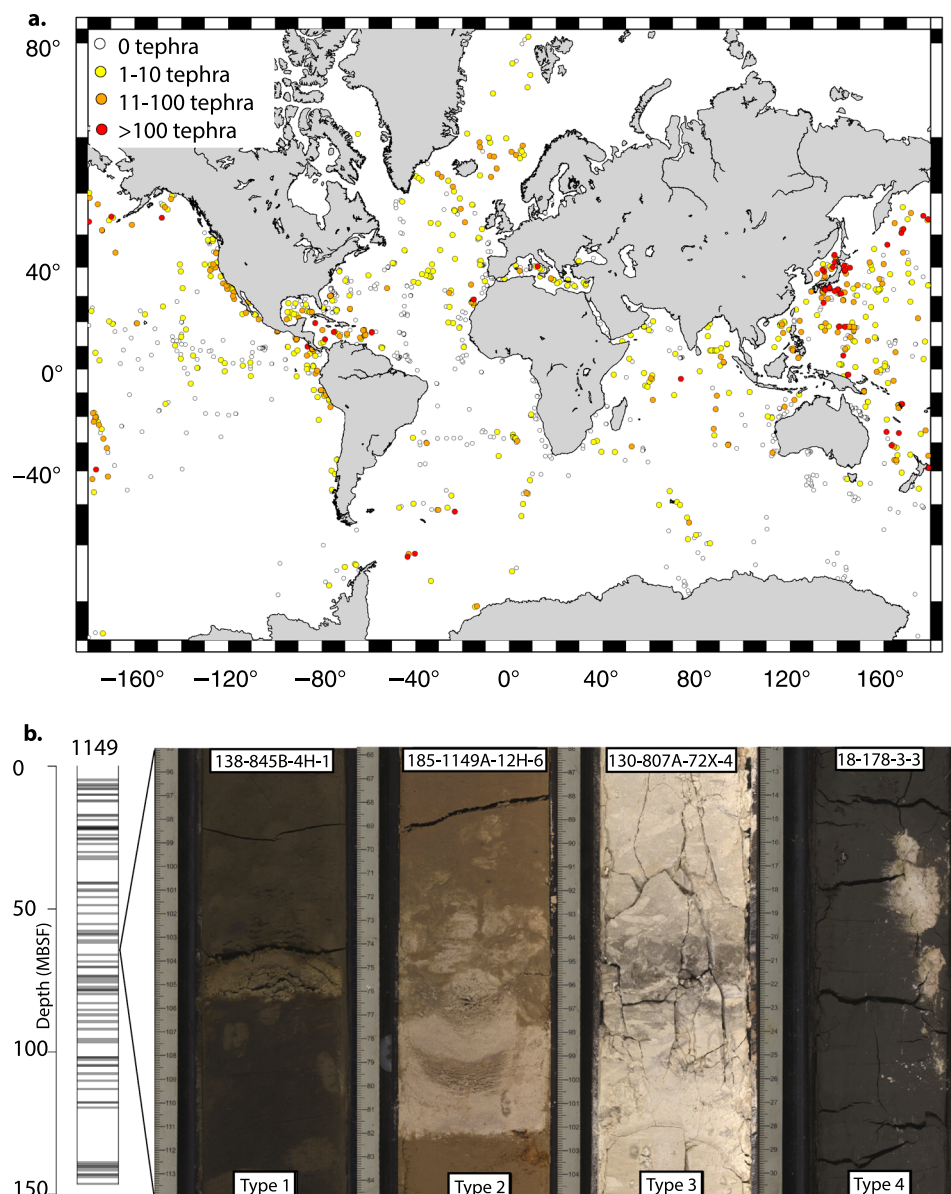 a.
80°
0 tephra
1-10 tephra
11-100 tephra
>100 tephra
40°
0°
−40°
−160° −120° −80° −40° 0° 40° 80° 120° 160°
b.
1149
0
50
100
150
Depth (MBSF)
138-845B-4H-1
185-1149A-12H-6
130-807A-72X-4
18-178-3-3
Type 1
Type 2
Type 3
Type 4